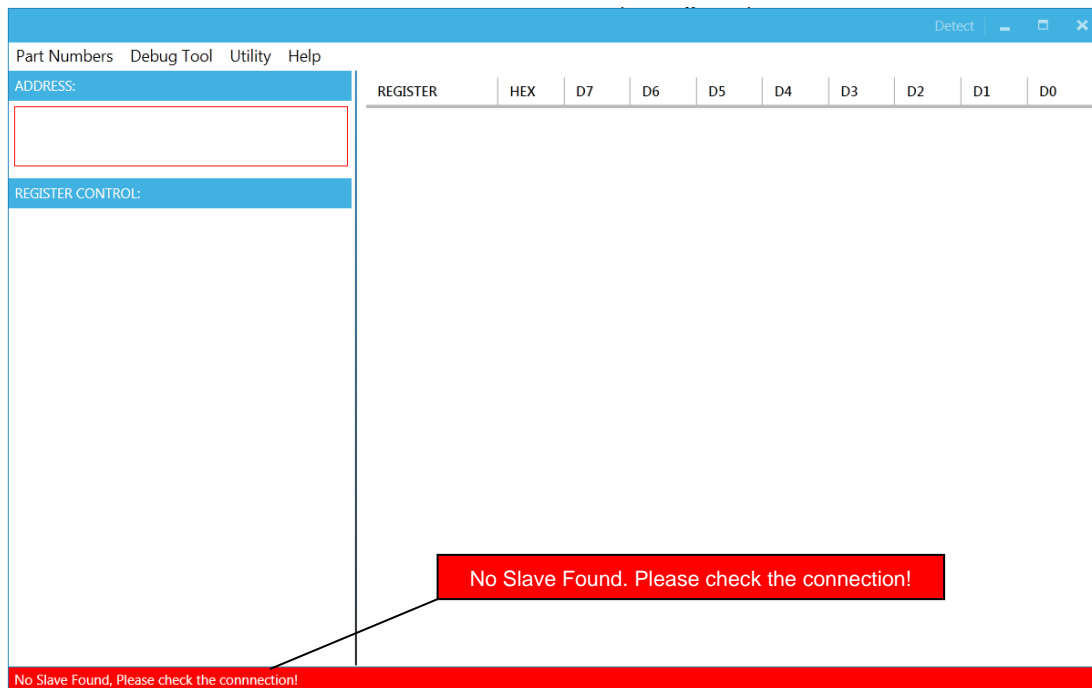 Detect
Part Numbers Debug Tool Utility Help
ADDRESS:
REGISTER HEX D7 D6 D5 D4 D3 D2 D1 D0
REGISTER CONTROL:
No Slave Found. Please check the connection!
No Slave Found, Please check the connnection!